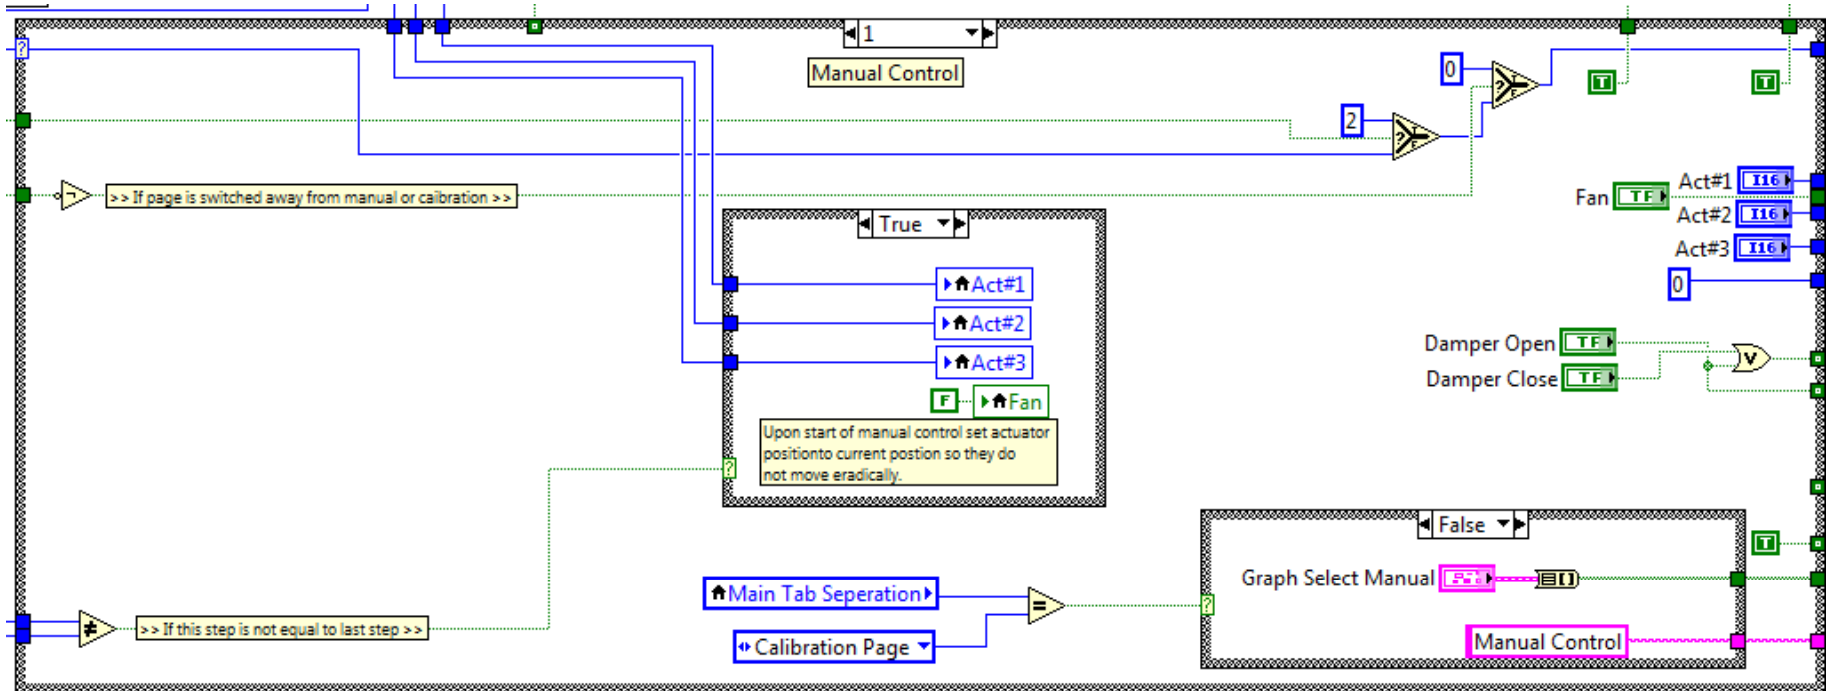 1
Manual Control
0
T
T
2
?
?
?
>> If page is switched away from manual or caibration >>
Act#1 I16
Fan TF
Act#2 I16
Act#3 I16
True
0
Act#1
Act#2
Act#3
F Fan
Upon start of manual control set actuator
positionto current postion so they do
not move eradically.
?
Damper Open TF
Damper Close TF
V
False
T
Graph Select Manual
Main Tab Seperation
=
?
Calibration Page
Manual Control
≠
>> If this step is not equal to last step >>